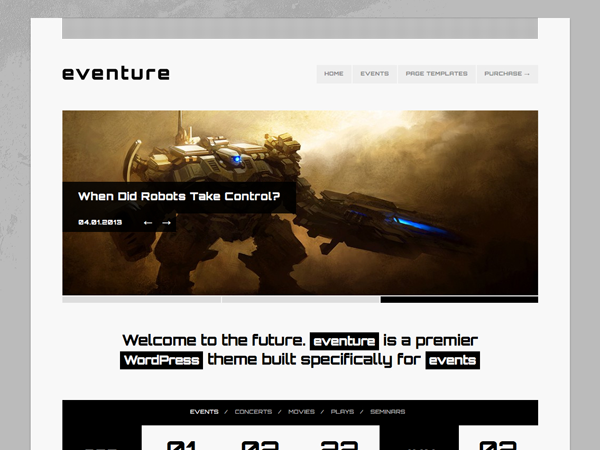 eventure
HOME EVENTS PAGE TEMPLATES PURCHASE →
When Did Robots Take Control?
04.01.2013 ← →
Welcome to the future. eventure is a premier
WordPress theme built specifically for events
EVENTS / CONCERTS / MOVIES / PLAYS / SEMINARS